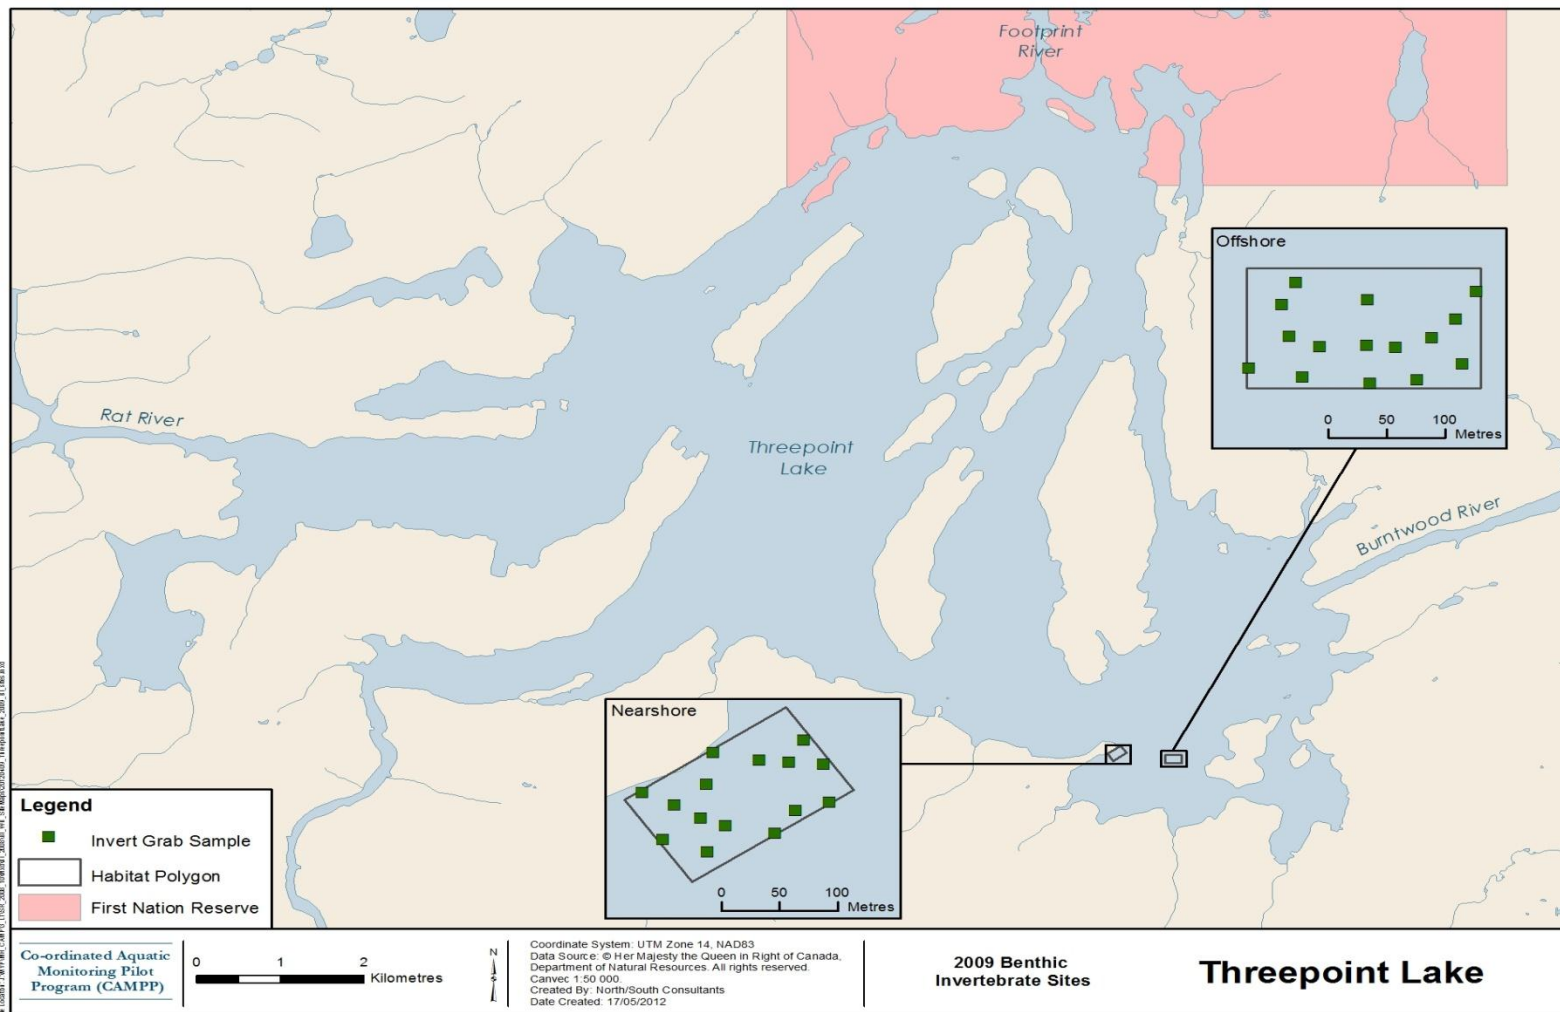 Footprint
River
Offshore
0 50 100
Metres
Rat River
Threepoint
Lake
Burntwood River
Nearshore
0 50 100
Metres
Legend
Invert Grab Sample
Habitat Polygon
First Nation Reserve
Co-ordinated Aquatic
Monitoring Pilot
Program (CAMPP)
0 1 2
Kilometres
N
Coordinate System: UTM Zone 14, NAD83
Data Source: © Her Majesty the Queen in Right of Canada,
Department of Natural Resources. All rights reserved.
Canvec 1:50 000.
Created By: North/South Consultants
Date Created: 17/05/2012
2009 Benthic
Invertebrate Sites
Threepoint Lake